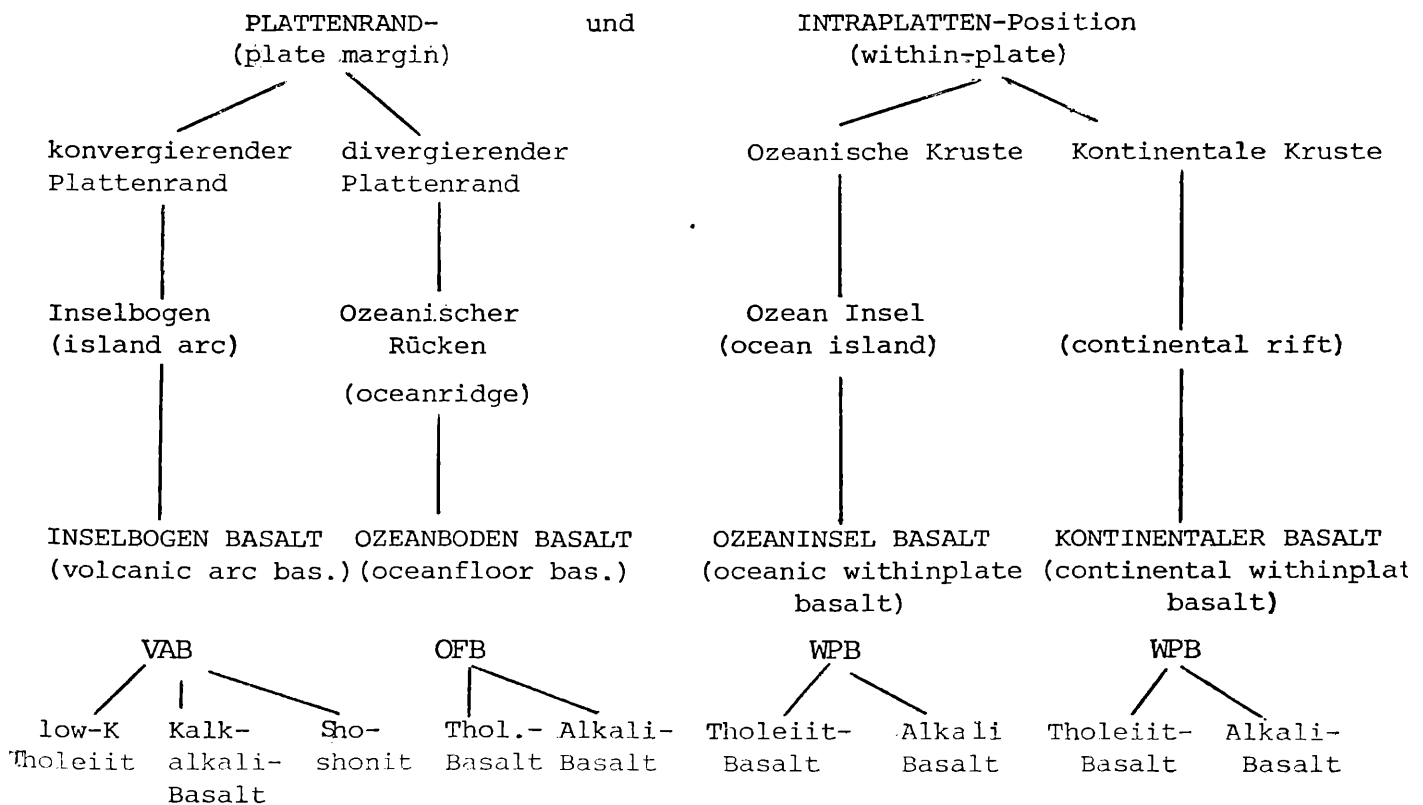 PLATTENRAND- und INTRAPLATTEN-Position
(plate margin) (within-plate)
konvergierender divergierender Ozeanische Kruste Kontinentale Kruste
Plattenrand Plattenrand
Inselbogen Ozeanischer Ozean Insel
(island arc) Rücken (ocean island) (continental rift)
(oceanridge)
INSELBOGEN BASALT OZEANBODEN BASALT OZEANINSEL BASALT KONTINENTALER BASALT
(volcanic arc bas.) (oceanfloor bas.) (oceanic withinplate (continental withinplat
basalt) basalt)
VAB OFB WPB WPB
low-K Kalk- Sho- Thol.- Alkali- Tholeiit- Alkali Tholeiit- Alkali-
Tholeiit alkali- shonit Basalt Basalt Basalt Basalt Basalt Basalt
Basalt